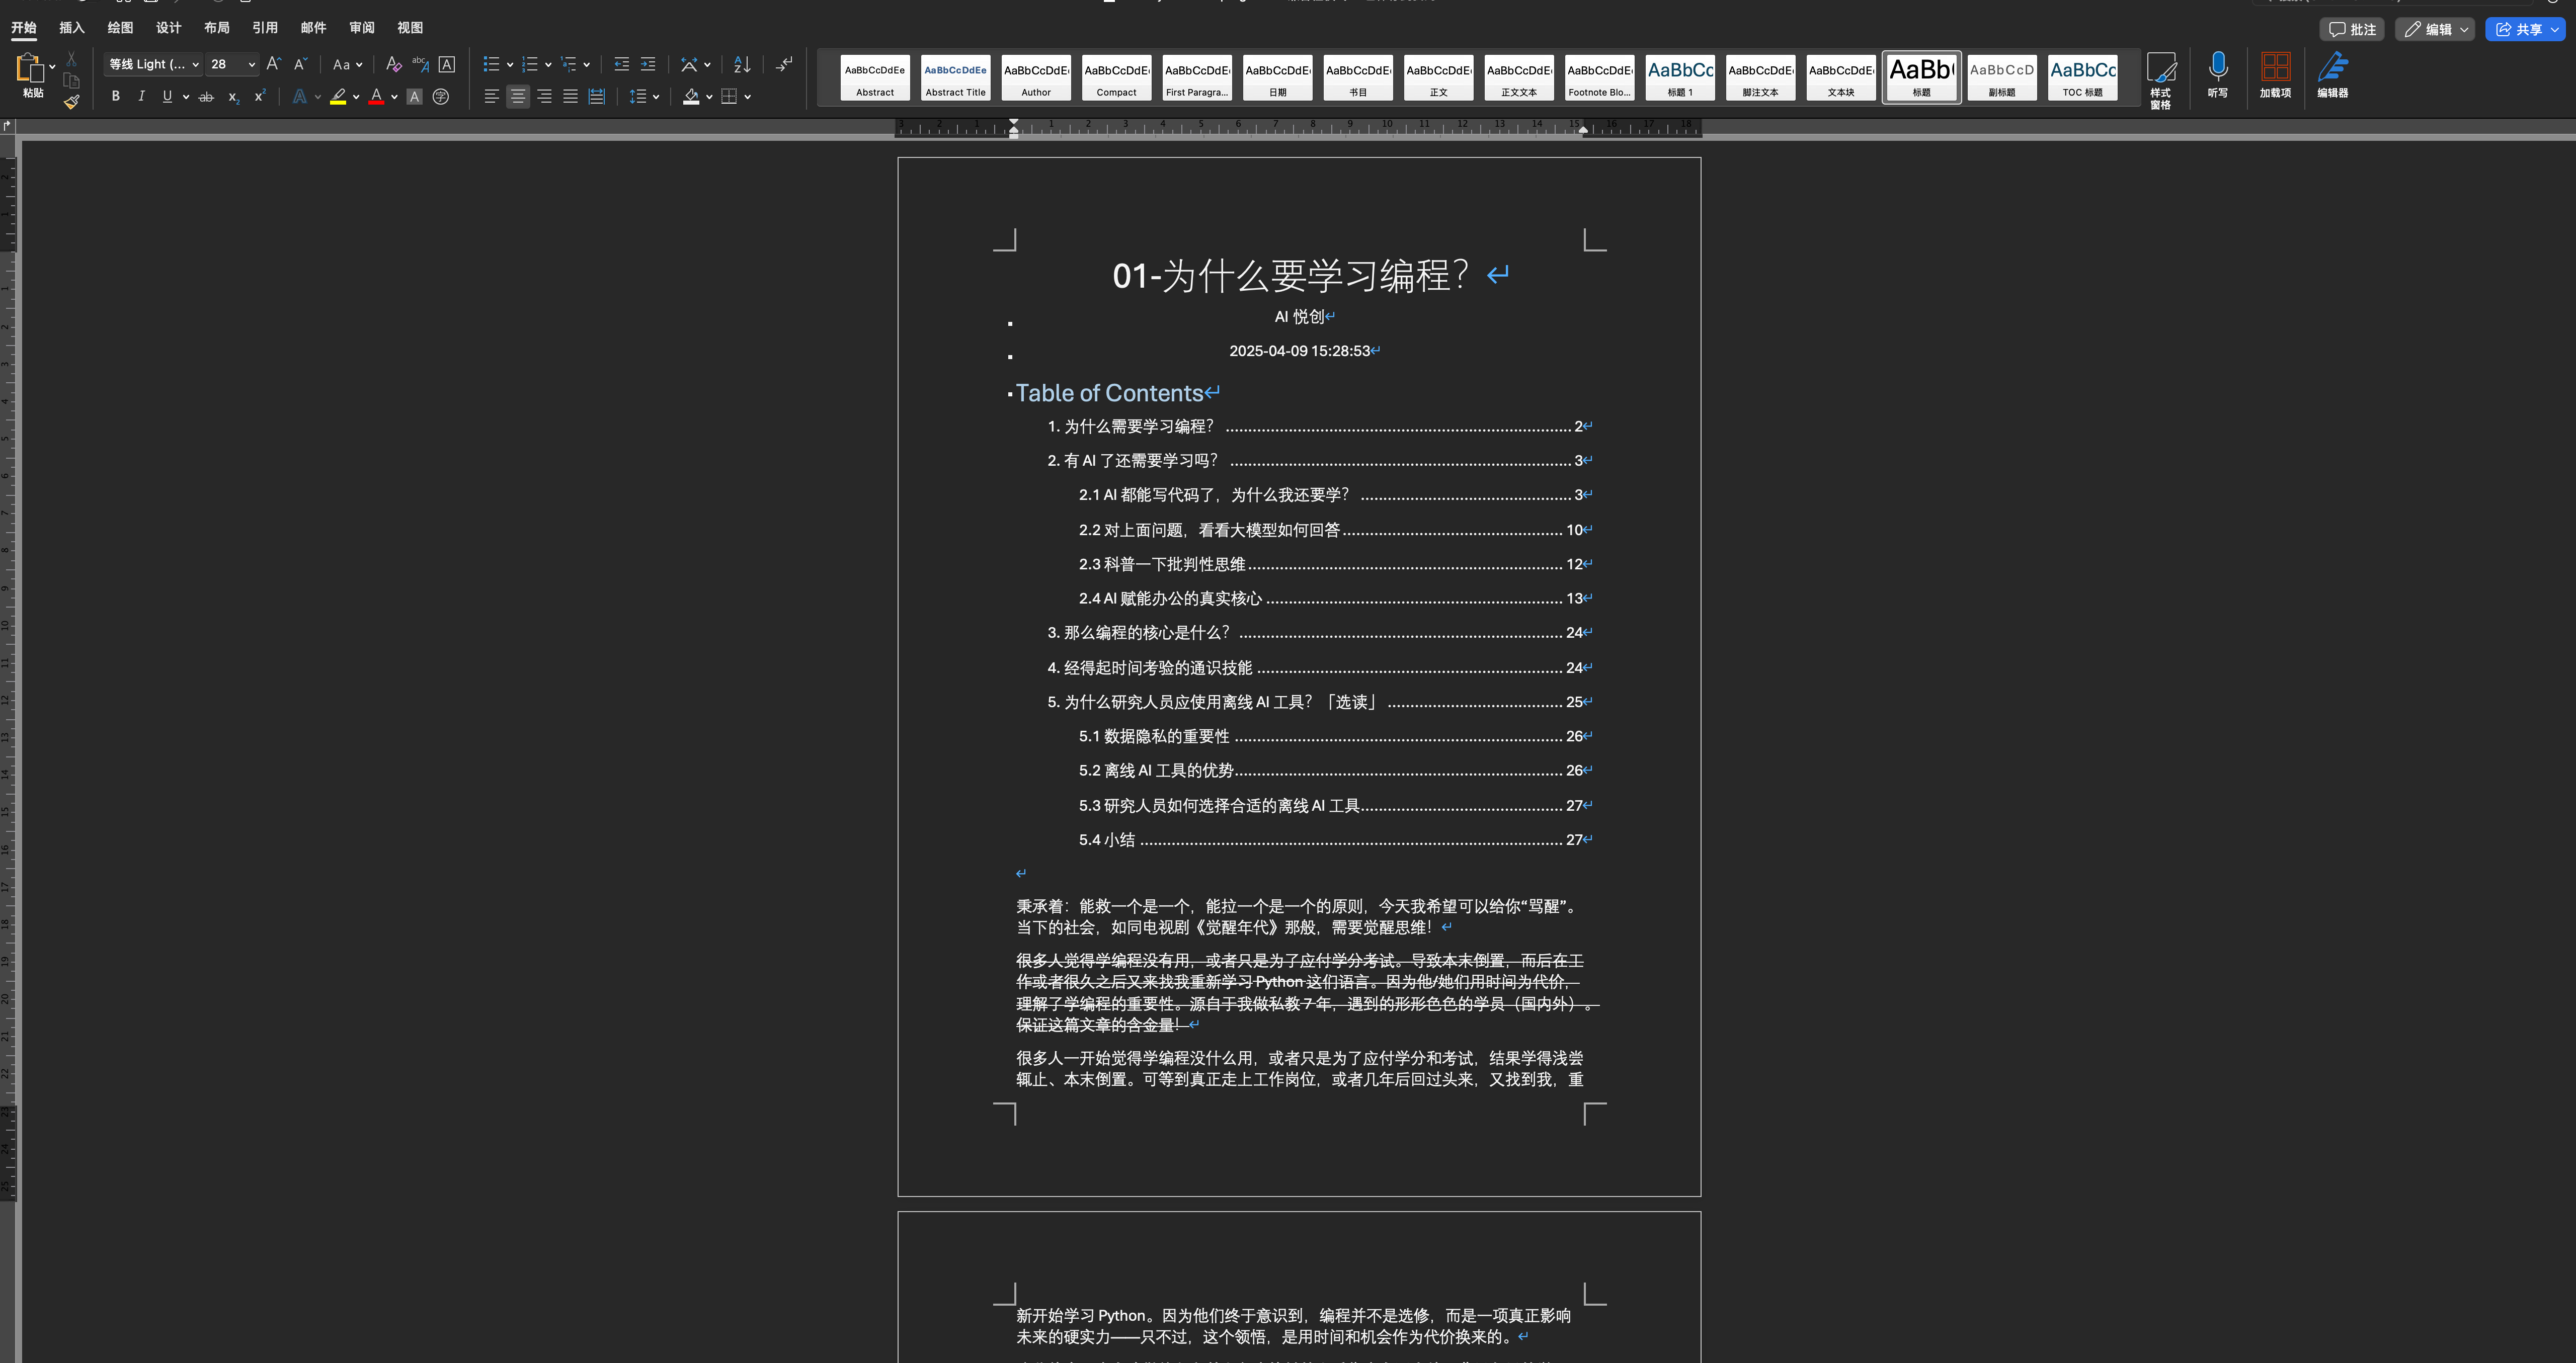 开始 插入 绘图 设计 布局 引用 邮件 审阅 视图
批注 编辑 共享
粘贴
等线 Light (... 28
AaBbCcDdEe AaBbCcDdEe AaBbCcDdE AaBbCcDdE AaBbCcDdE AaBbCcDdE AaBbCcDdE AaBbCcDdE AaBbCcDdE AaBbCcDdE AaBbCc AaBbCcDdE AaBbCcDdE AaBb AaBbCcD AaBbCc
Abstract Abstract Title Author Compact First Paragra... 日期 书目 正文 正文文本 Footnote Blo... 标题 1 脚注文本 文本块 标题 副标题 TOC 标题
样式窗格 听写 加载项 编辑器
3 2 1 1 2 3 4 5 6 7 8 9 10 11 12 13 14 15 16 17 18
01-为什么要学习编程？
AI 悦创
2025-04-09 15:28:53
Table of Contents
1. 为什么需要学习编程？ 2
2. 有 AI 了还需要学习吗？ 3
2.1 AI 都能写代码了，为什么我还要学？ 3
2.2 对上面问题，看看大模型如何回答 10
2.3 科普一下批判性思维 12
2.4 AI 赋能办公的真实核心 13
3. 那么编程的核心是什么？ 24
4. 经得起时间考验的通识技能 24
5. 为什么研究人员应使用离线 AI 工具？「选读」 25
5.1 数据隐私的重要性 26
5.2 离线 AI 工具的优势 26
5.3 研究人员如何选择合适的离线 AI 工具 27
5.4 小结 27
秉承着：能救一个是一个，能拉一个是一个的原则，今天我希望可以给你“骂醒”。
当下的社会，如同电视剧《觉醒年代》那般，需要觉醒思维！
很多人觉得学编程没有用，或者只是为了应付学分考试。导致本末倒置，而后在工
作或者很久之后又来找我重新学习 Python 这们语言。因为他/她们用时间为代价，
理解了学编程的重要性。源自于我做私教 7 年，遇到的形形色色的学员（国内外）。
保证这篇文章的含金量！
很多人一开始觉得学编程没什么用，或者只是为了应付学分和考试，结果学得浅尝
辄止、本末倒置。可等到真正走上工作岗位，或者几年后回过头来，又找到我，重
新开始学习 Python。因为他们终于意识到，编程并不是选修，而是一项真正影响
未来的硬实力——只不过，这个领悟，是用时间和机会作为代价换来的。